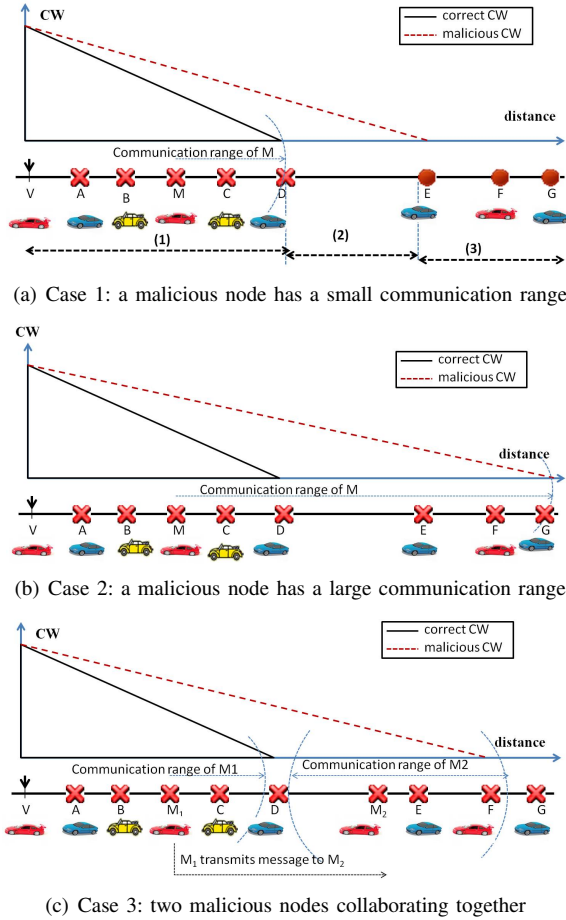 CW
correct CW
malicious CW
distance
Communication range of M
V A B M C D E F G
(1) (2) (3)
(a) Case 1: a malicious node has a small communication range
CW
correct CW
malicious CW
distance
Communication range of M
V A B M C D E F G
(b) Case 2: a malicious node has a large communication range
CW
correct CW
malicious CW
distance
Communication range of M1 Communication range of M2
V A B M₁ C D M₂ E F G
M₁ transmits message to M₂
(c) Case 3: two malicious nodes collaborating together